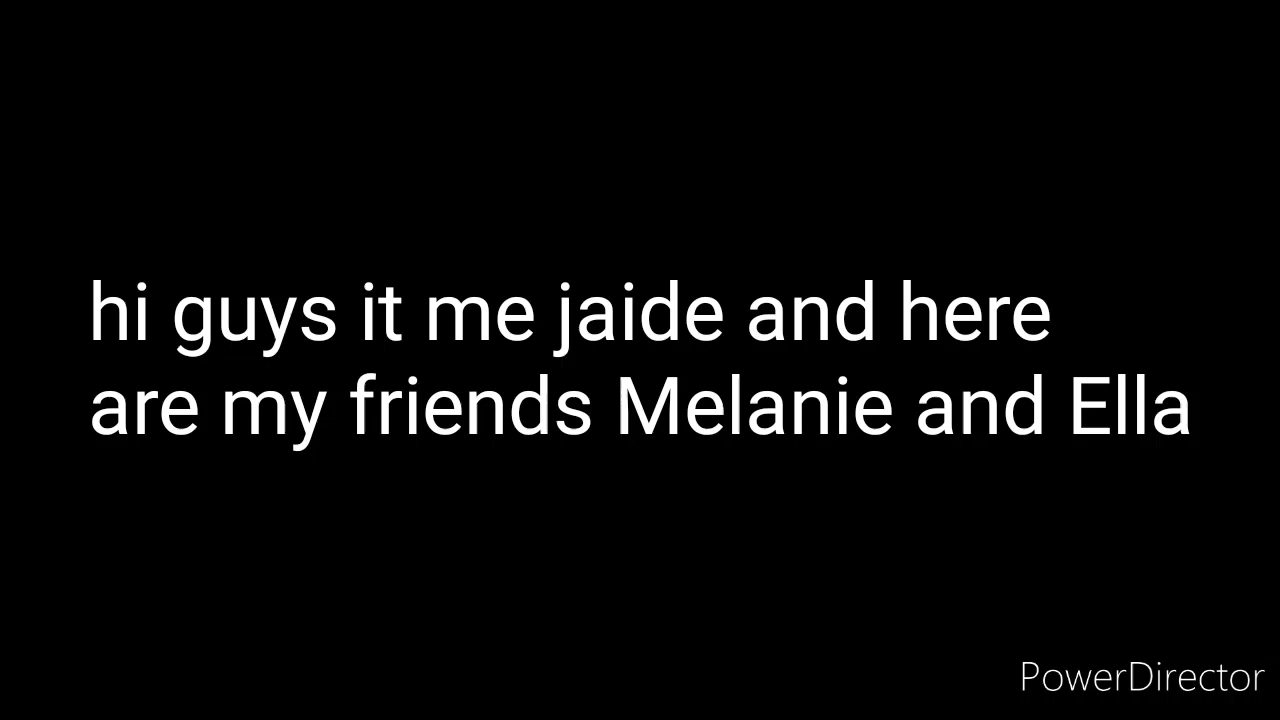 hi guys it me jaide and here
are my friends Melanie and Ella
PowerDirector